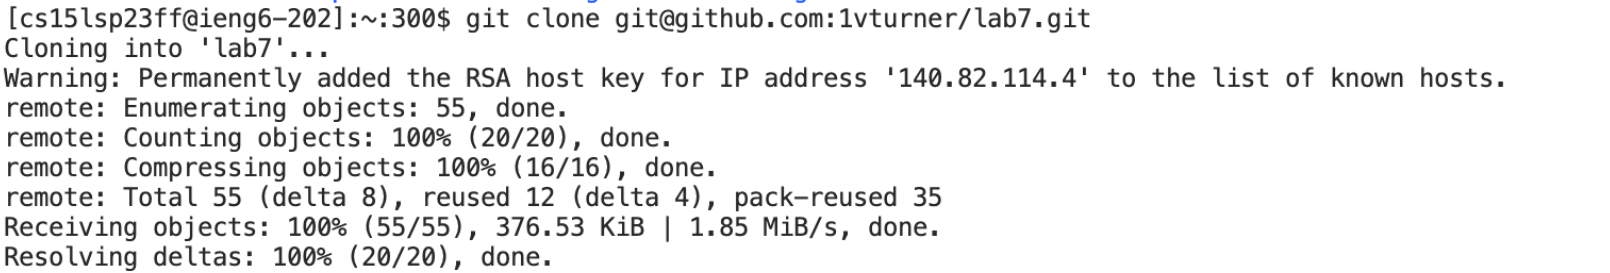 [cs15lsp23ff@ieng6-202]:~:300$ git clone git@github.com:1vturner/lab7.git
Cloning into 'lab7'...
Warning: Permanently added the RSA host key for IP address '140.82.114.4' to the list of known hosts.
remote: Enumerating objects: 55, done.
remote: Counting objects: 100% (20/20), done.
remote: Compressing objects: 100% (16/16), done.
remote: Total 55 (delta 8), reused 12 (delta 4), pack-reused 35
Receiving objects: 100% (55/55), 376.53 KiB | 1.85 MiB/s, done.
Resolving deltas: 100% (20/20), done.